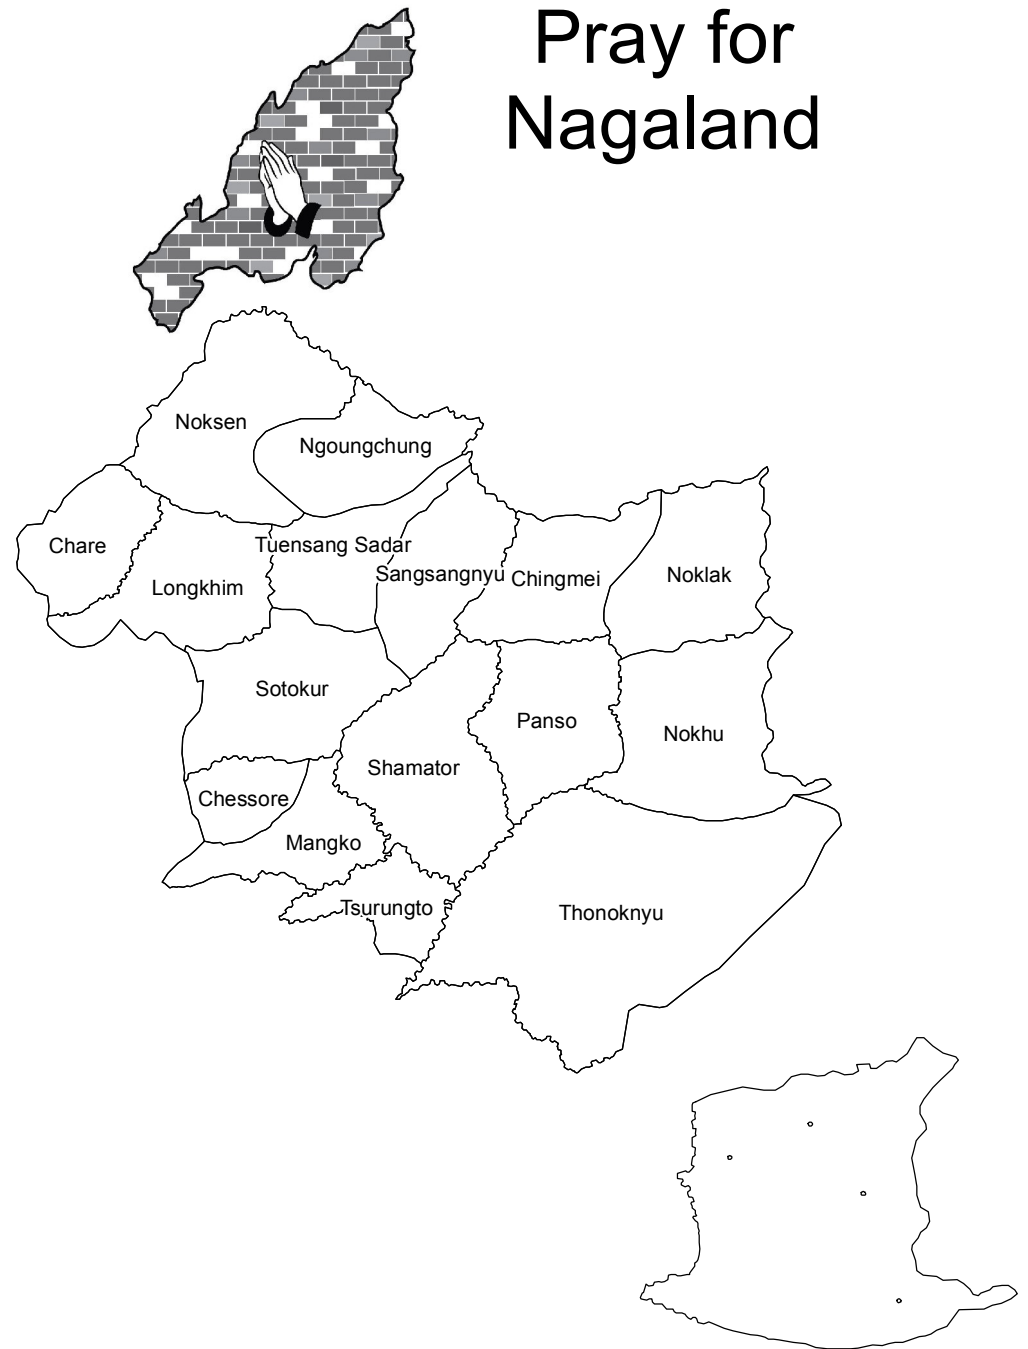 Pray for
Nagaland
Noksen
Ngoungchung
Chare
Tuensang Sadar
Longkhim
Sangsangnyu
Chingmei
Noklak
Sotokur
Panso
Nokhu
Shamator
Chessore
Mangko
Tsurungto
Thonoknyu